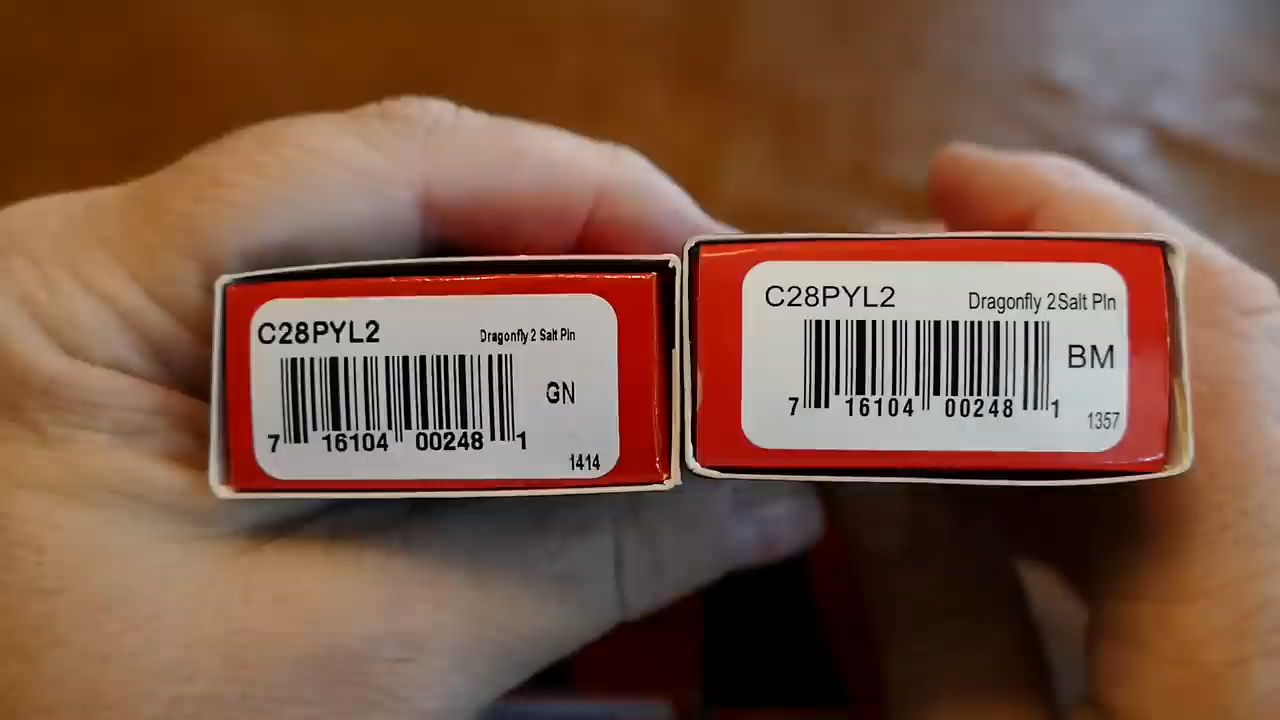 C28PYL2
Dragonfly 2 Salt Pln
GN
7 16104 00248 1
1414
C28PYL2
Dragonfly 2 Salt Pln
BM
7 16104 00248 1
1357